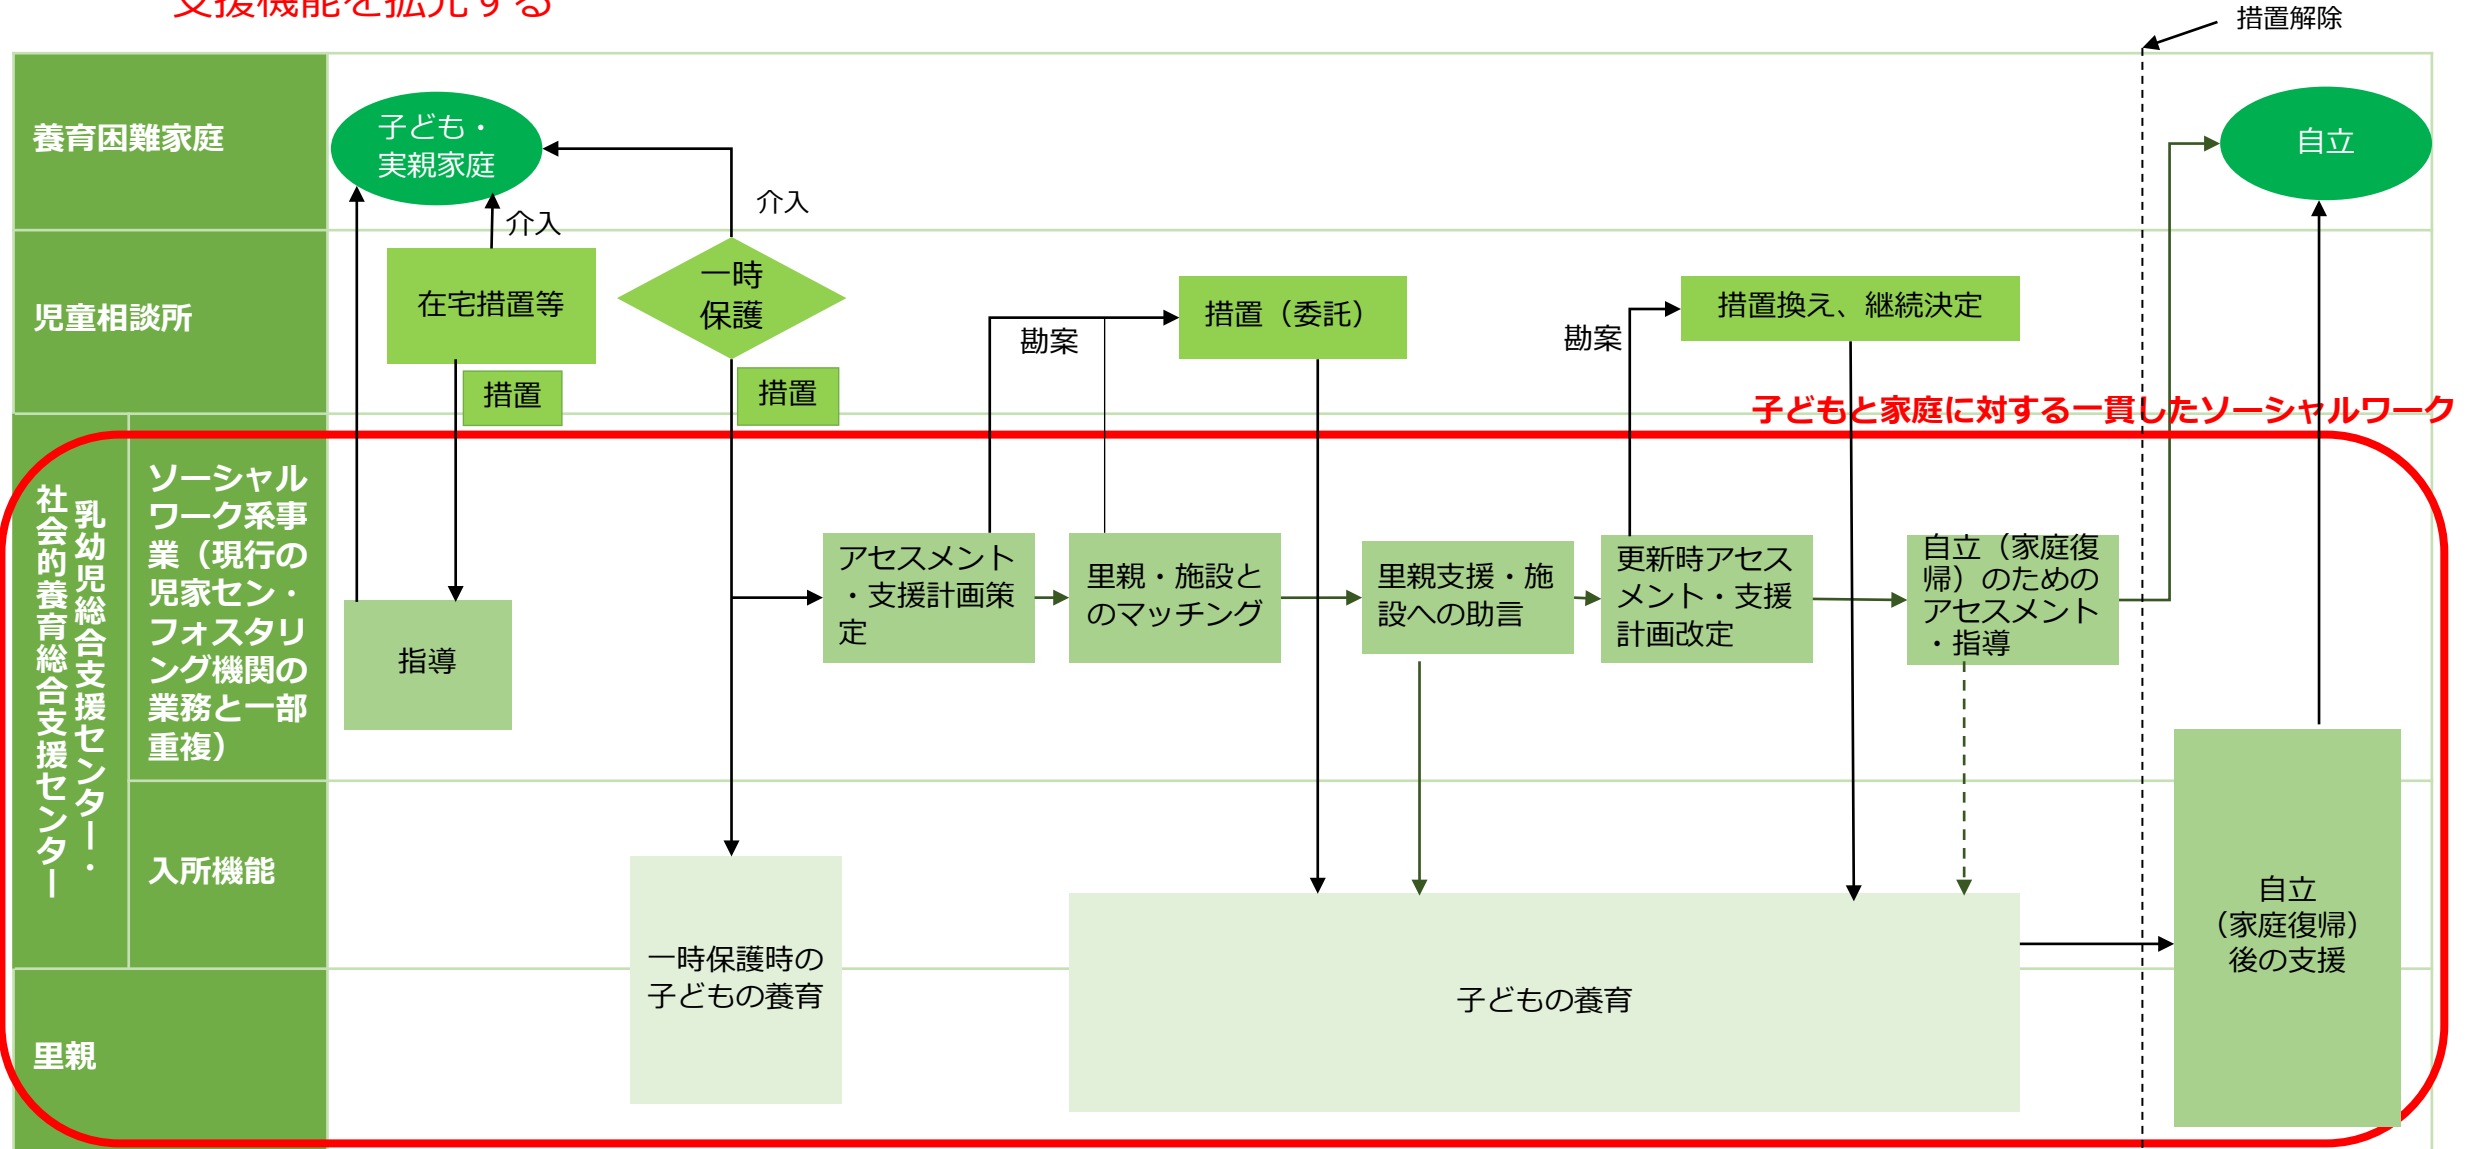 支援機能を拡充する
措置解除
養育困難家庭
子ども・
実親家庭
自立
介入
介入
児童相談所
在宅措置等
一時
保護
措置（委託）
措置換え、継続決定
勘案
勘案
措置
措置
子どもと家庭に対する一貫したソーシャルワーク
乳幼児総合支援センター・
社会的養育総合支援センター
ソーシャル
ワーク系事
業（現行の
児家セン・
フォスタリ
ング機関の
業務と一部
重複）
指導
アセスメント
・支援計画策
定
里親・施設と
のマッチング
里親支援・施
設への助言
更新時アセス
メント・支援
計画改定
自立（家庭復
帰）のための
アセスメント
・指導
入所機能
一時保護時の
子どもの養育
子どもの養育
自立
（家庭復帰）
後の支援
里親